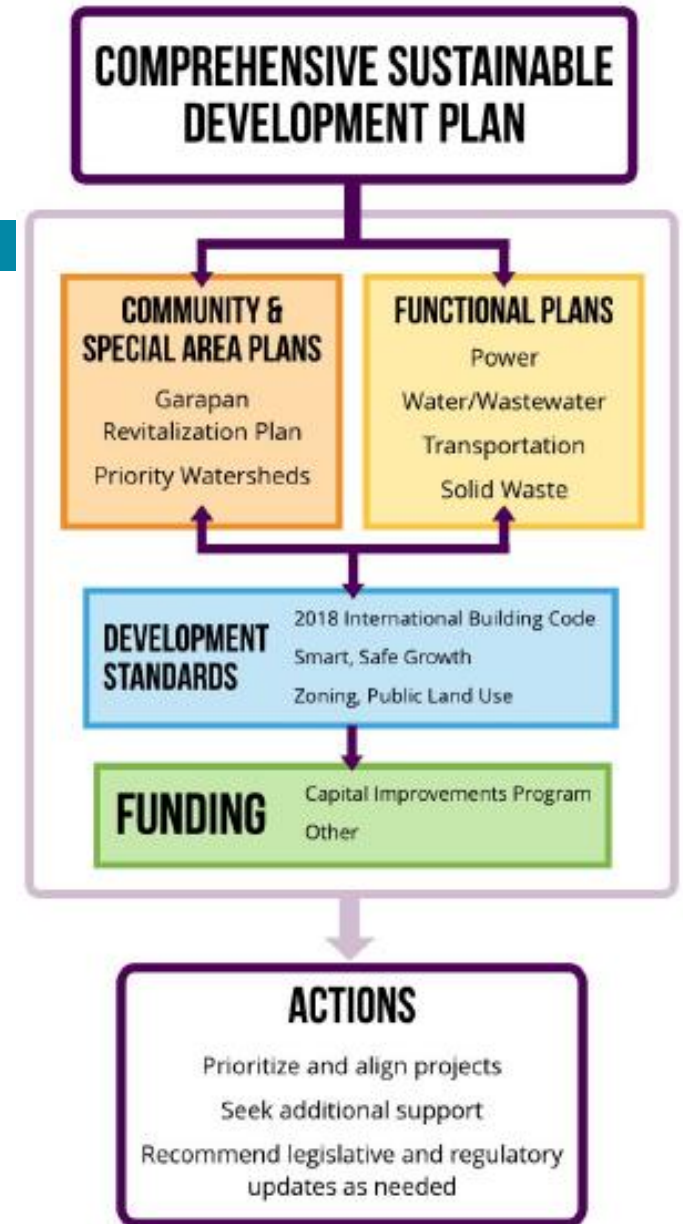 COMPREHENSIVE SUSTAINABLE
DEVELOPMENT PLAN
COMMUNITY &
SPECIAL AREA PLANS
Garapan
Revitalization Plan
Priority Watersheds
FUNCTIONAL PLANS
Power
Water/Wastewater
Transportation
Solid Waste
DEVELOPMENT
STANDARDS
2018 International Building Code
Smart, Safe Growth
Zoning, Public Land Use
FUNDING
Capital Improvements Program
Other
ACTIONS
Prioritize and align projects
Seek additional support
Recommend legislative and regulatory
updates as needed